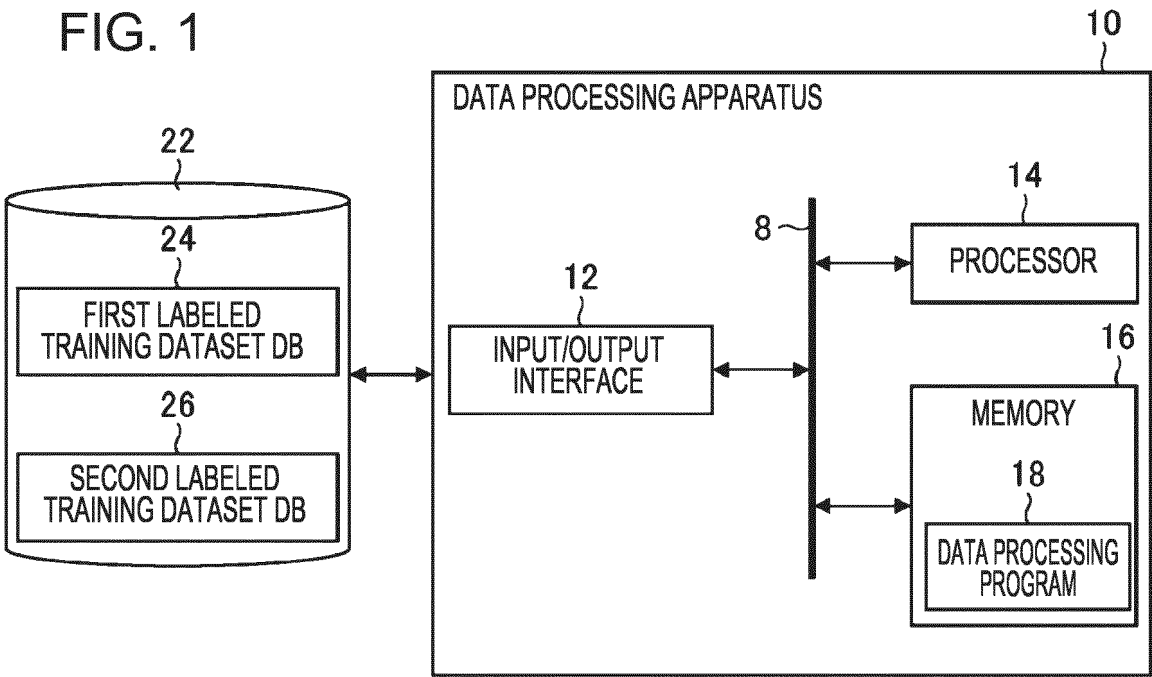 FIG. 1
10
DATA PROCESSING APPARATUS
22
24
FIRST LABELED
TRAINING DATASET DB
26
SECOND LABELED
TRAINING DATASET DB
12
INPUT/OUTPUT
INTERFACE
8
14
PROCESSOR
16
MEMORY
18
DATA PROCESSING
PROGRAM